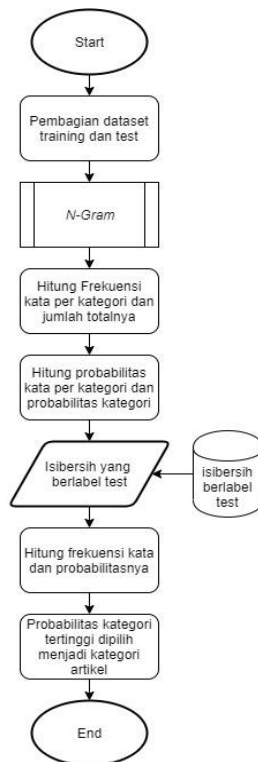 Start
Pembagian dataset
training dan test
N-Gram
Hitung Frekuensi
kata per kategori dan
jumlah totalnya
Hitung probabilitas
kata per kategori dan
probabilitas kategori
Isibersih yang
berlabel test
isibersih
berlabel
test
Hitung frekuensi kata
dan probabilitasnya
Probabilitas kategori
tertinggi dipilih
menjadi kategori
artikel
End